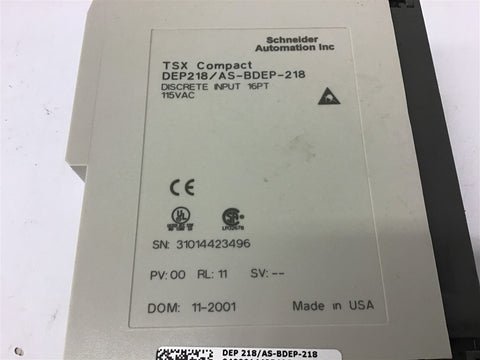 Schneider
Automation Inc
TSX Compact
DEP218/AS-BDEP-218
DISCRETE INPUT 16PT
115VAC
CE
SN: 31014423496
PV:00 RL: 11 SV:--
DOM: 11-2001 Made in USA
DEP 218/AS-BDEP-218